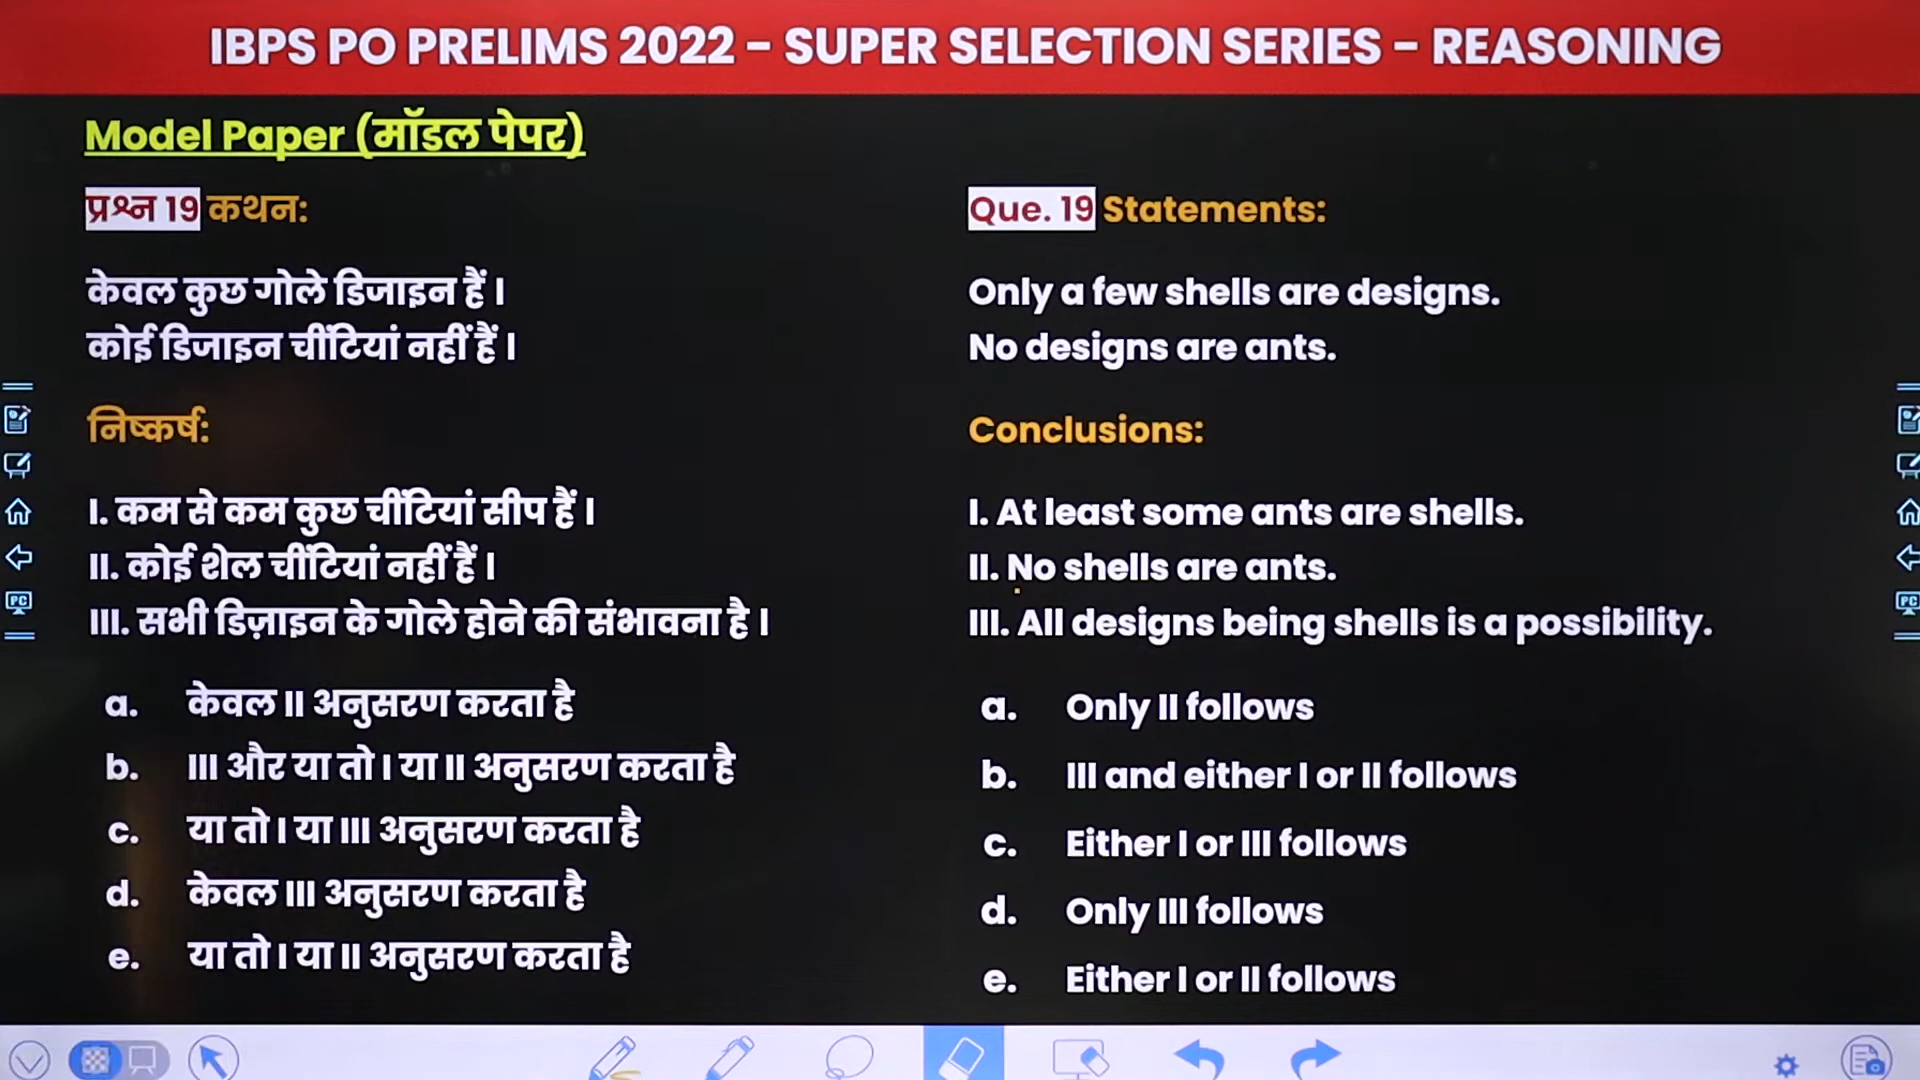 IBPS PO PRELIMS 2022 - SUPER SELECTION SERIES - REASONING
Model Paper (मॉडल पेपर)
प्रश्न 19 कथन:
केवल कुछ गोले डिजाइन हैं ।
कोई डिजाइन चींटियां नहीं हैं ।
निष्कर्ष:
I. कम से कम कुछ चींटियां सीप हैं ।
II. कोई शेल चींटियां नहीं हैं ।
III. सभी डिज़ाइन के गोले होने की संभावना है ।
a. केवल II अनुसरण करता है
b. III और या तो I या II अनुसरण करता है
c. या तो I या III अनुसरण करता है
d. केवल III अनुसरण करता है
e. या तो I या II अनुसरण करता है
Que. 19 Statements:
Only a few shells are designs.
No designs are ants.
Conclusions:
I. At least some ants are shells.
II. No shells are ants.
III. All designs being shells is a possibility.
a. Only II follows
b. III and either I or II follows
c. Either I or III follows
d. Only III follows
e. Either I or II follows
PC
PC